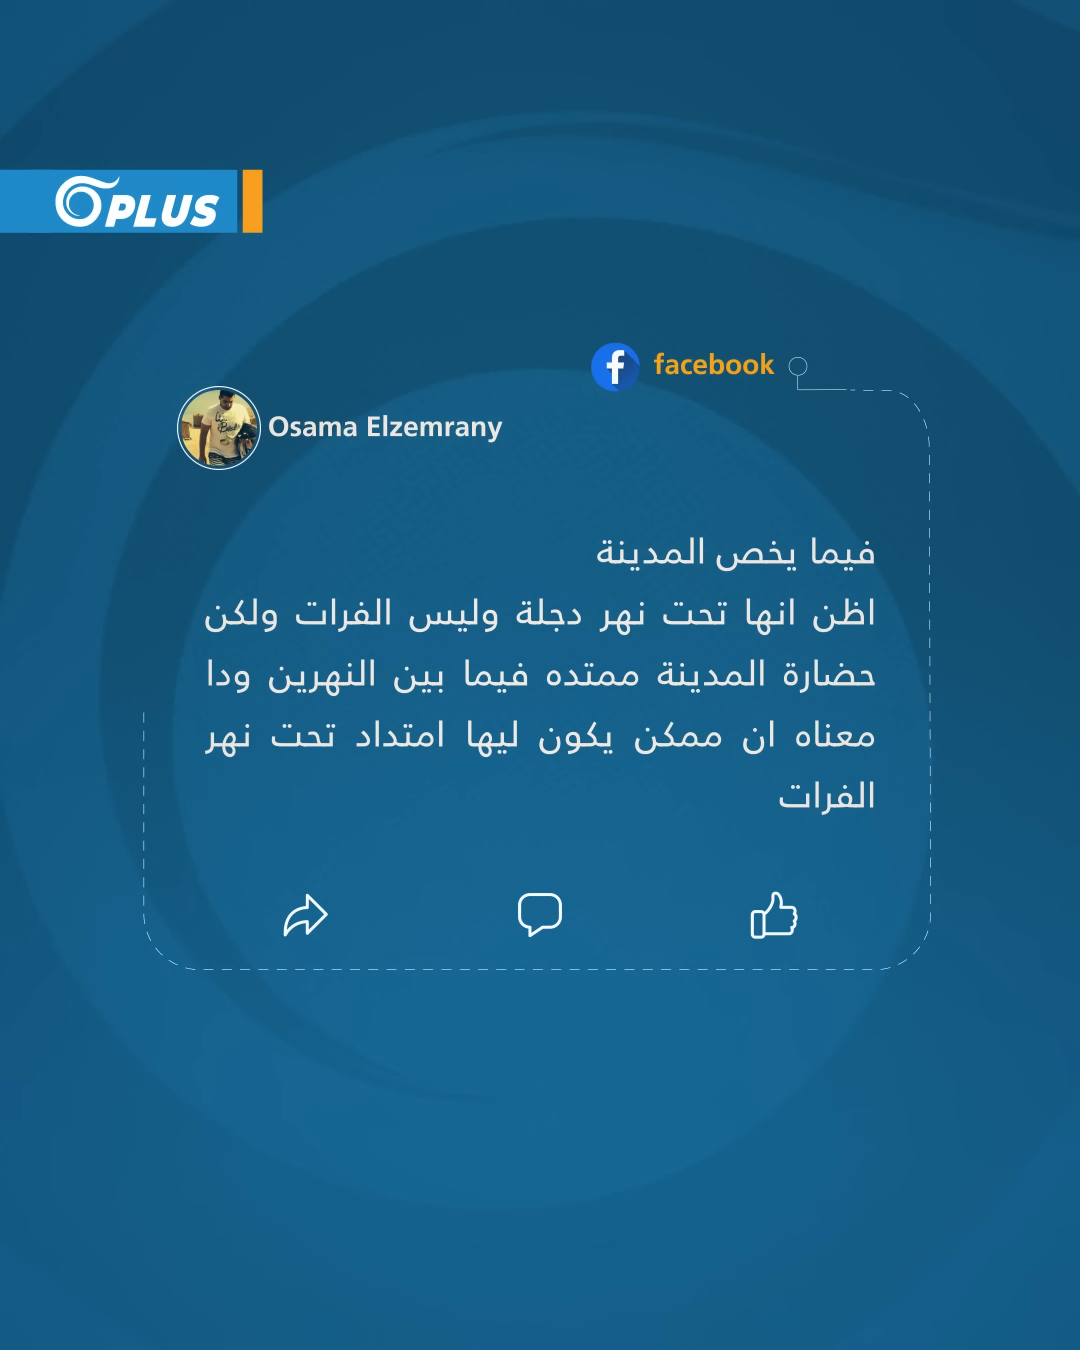 PLUS
facebook
Osama Elzemrany
فيما يخص المدينة
اظن انها تحت نهر دجلة وليس الفرات ولكن
حضارة المدينة ممتده فيما بين النهرين ودا
معناه ان ممكن يكون ليها امتداد تحت نهر
الفرات